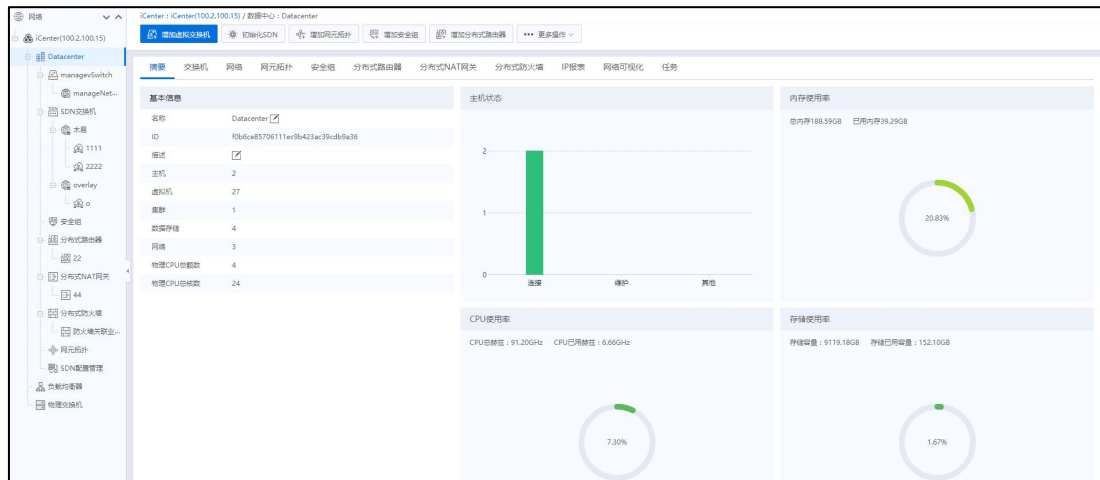 网络
iCenter(100.2.100.15)
Datacenter
managevSwitch
manageNet...
SDN交换机
木易
1111
2222
overlay
o
安全组
分布式路由器
22
分布式NAT网关
44
分布式防火墙
防火墙关联业...
网元拓扑
SDN配置管理
负载均衡器
物理交换机
iCenter : iCenter(100.2.100.15) / 数据中心 : Datacenter
增加虚拟交换机 初始化SDN 增加网元拓扑 增加安全组 增加分布式路由器 ••• 更多操作
摘要 交换机 网络 网元拓扑 安全组 分布式路由器 分布式NAT网关 分布式防火墙 IP报表 网络可视化 任务
基本信息
名称 Datacenter
ID f0b6ce85706111ec9b423ac39cdb9a36
描述
主机 2
虚拟机 27
集群 1
数据存储 4
网络 3
物理CPU总颗数 4
物理CPU总核数 24
主机状态
2
1
0
连接 维护 其他
内存使用率
总内存188.59GB 已用内存39.29GB
20.83%
CPU使用率
CPU总赫兹：91.20GHz CPU已用赫兹：6.66GHz
7.30%
存储使用率
存储容量：9119.18GB 存储已用容量：152.10GB
1.67%